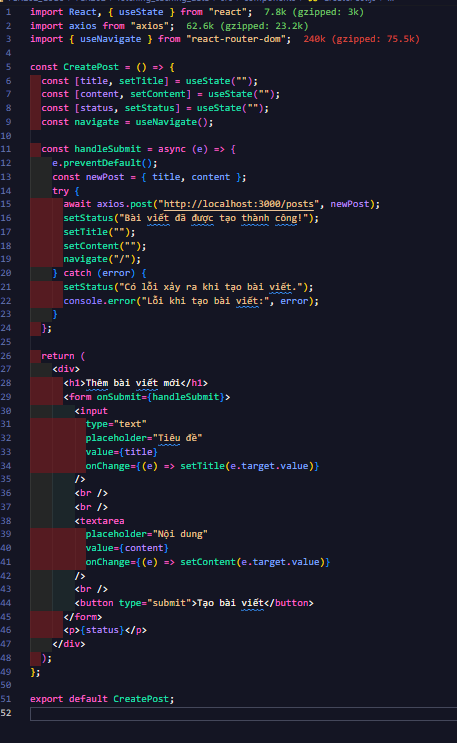 1 import React, { useState } from "react"; 7.8k (gzipped: 3k)
2 import axios from "axios"; 62.6k (gzipped: 23.2k)
3 import { useNavigate } from "react-router-dom"; 240k (gzipped: 75.5k)
4
5 const CreatePost = () => {
6   const [title, setTitle] = useState("");
7   const [content, setContent] = useState("");
8   const [status, setStatus] = useState("");
9   const navigate = useNavigate();
10
11   const handleSubmit = async (e) => {
12     e.preventDefault();
13     const newPost = { title, content };
14     try {
15       await axios.post("http://localhost:3000/posts", newPost);
16       setStatus("Bài viết đã được tạo thành công!");
17       setTitle("");
18       setContent("");
19       navigate("/");
20     } catch (error) {
21       setStatus("Có lỗi xảy ra khi tạo bài viết.");
22       console.error("Lỗi khi tạo bài viết:", error);
23     }
24   };
25
26   return (
27     <div>
28       <h1>Thêm bài viết mới</h1>
29       <form onSubmit={handleSubmit}>
30         <input
31           type="text"
32           placeholder="Tiêu đề"
33           value={title}
34           onChange={(e) => setTitle(e.target.value)}
35         />
36         <br />
37         <br />
38         <textarea
39           placeholder="Nội dung"
40           value={content}
41           onChange={(e) => setContent(e.target.value)}
42         />
43         <br />
44         <button type="submit">Tạo bài viết</button>
45       </form>
46       <p>{status}</p>
47     </div>
48   );
49 };
50
51 export default CreatePost;
52